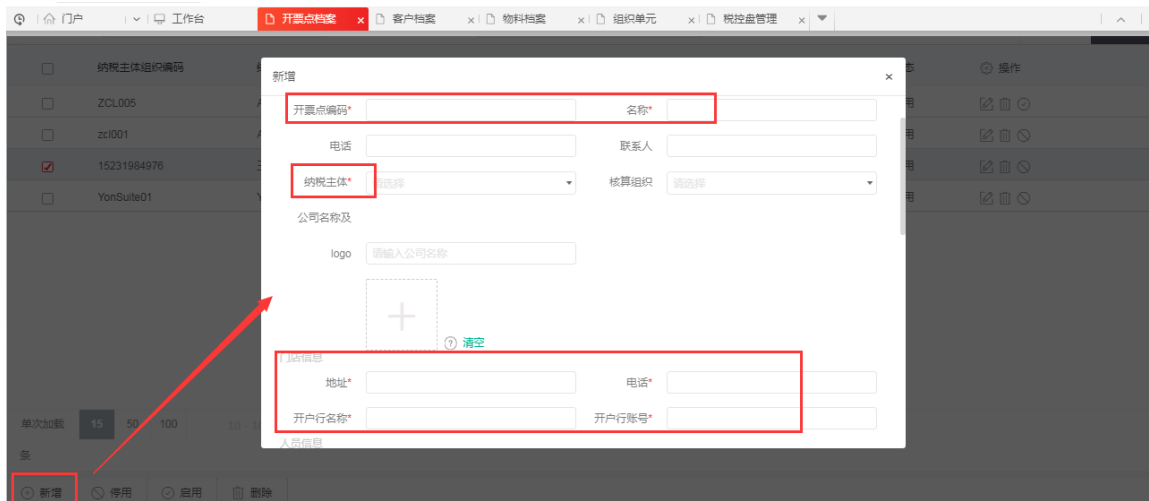 门户 工作台 开票点档案 × 客户档案 × 物料档案 × 组织单元 × 税控盘管理 ×
纳税主体组织编码 操作
新增 ×
ZCL005
开票点编码* 名称*
zcl001
电话 联系人
15231984976
纳税主体* 请选择 核算组织 请选择
YonSuite01
公司名称及
logo 请输入公司名称
? 清空
门店信息
地址* 电话*
开户行名称* 开户行账号*
单次加载 15 50 100
人员信息
条
新增 停用 启用 删除